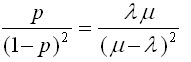 p/(1−p)² = λμ/(μ−λ)²